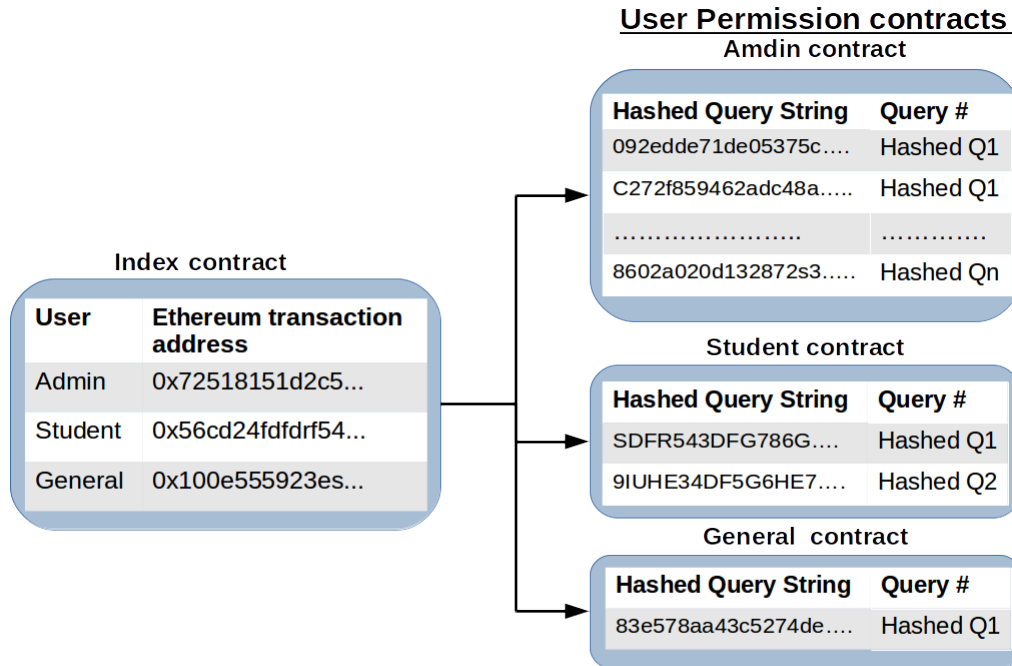 User Permission contracts
Amdin contract
Hashed Query String Query #
092edde71de05375c…. Hashed Q1
C272f859462adc48a….. Hashed Q1
………………….. ………….
8602a020d132872s3….. Hashed Qn
Index contract
User Ethereum transaction
address
Admin 0x72518151d2c5...
Student 0x56cd24fdfdrf54...
General 0x100e555923es...
Student contract
Hashed Query String Query #
SDFR543DFG786G…. Hashed Q1
9IUHE34DF5G6HE7…. Hashed Q2
General contract
Hashed Query String Query #
83e578aa43c5274de…. Hashed Q1